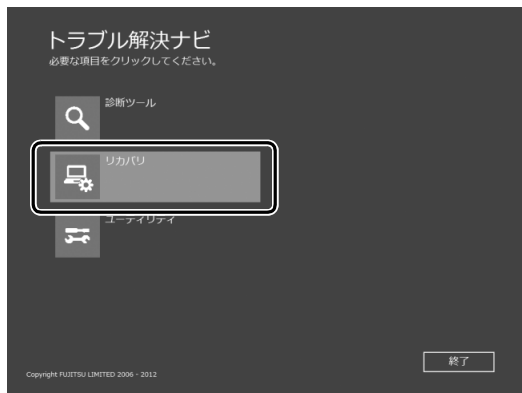 トラブル解決ナビ
必要な項目をクリックしてください。
診断ツール
リカバリ
ユーティリティ
終了
Copyright FUJITSU LIMITED 2006 - 2012